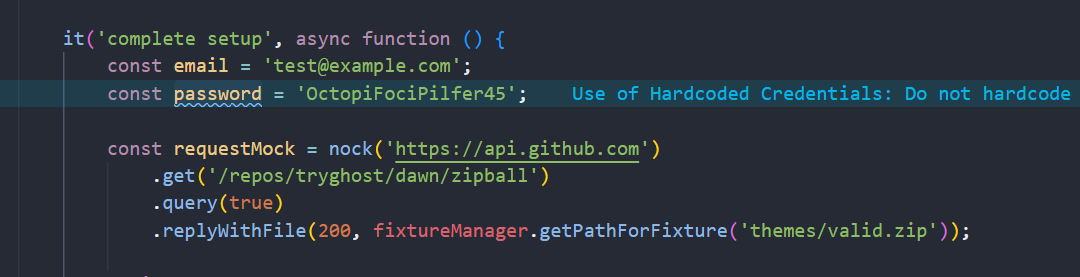 it('complete setup', async function () {
const email = 'test@example.com';
const password = 'OctopiFociPilfer45'; Use of Hardcoded Credentials: Do not hardcode
const requestMock = nock('https://api.github.com')
.get('/repos/tryghost/dawn/zipball')
.query(true)
.replyWithFile(200, fixtureManager.getPathForFixture('themes/valid.zip'));